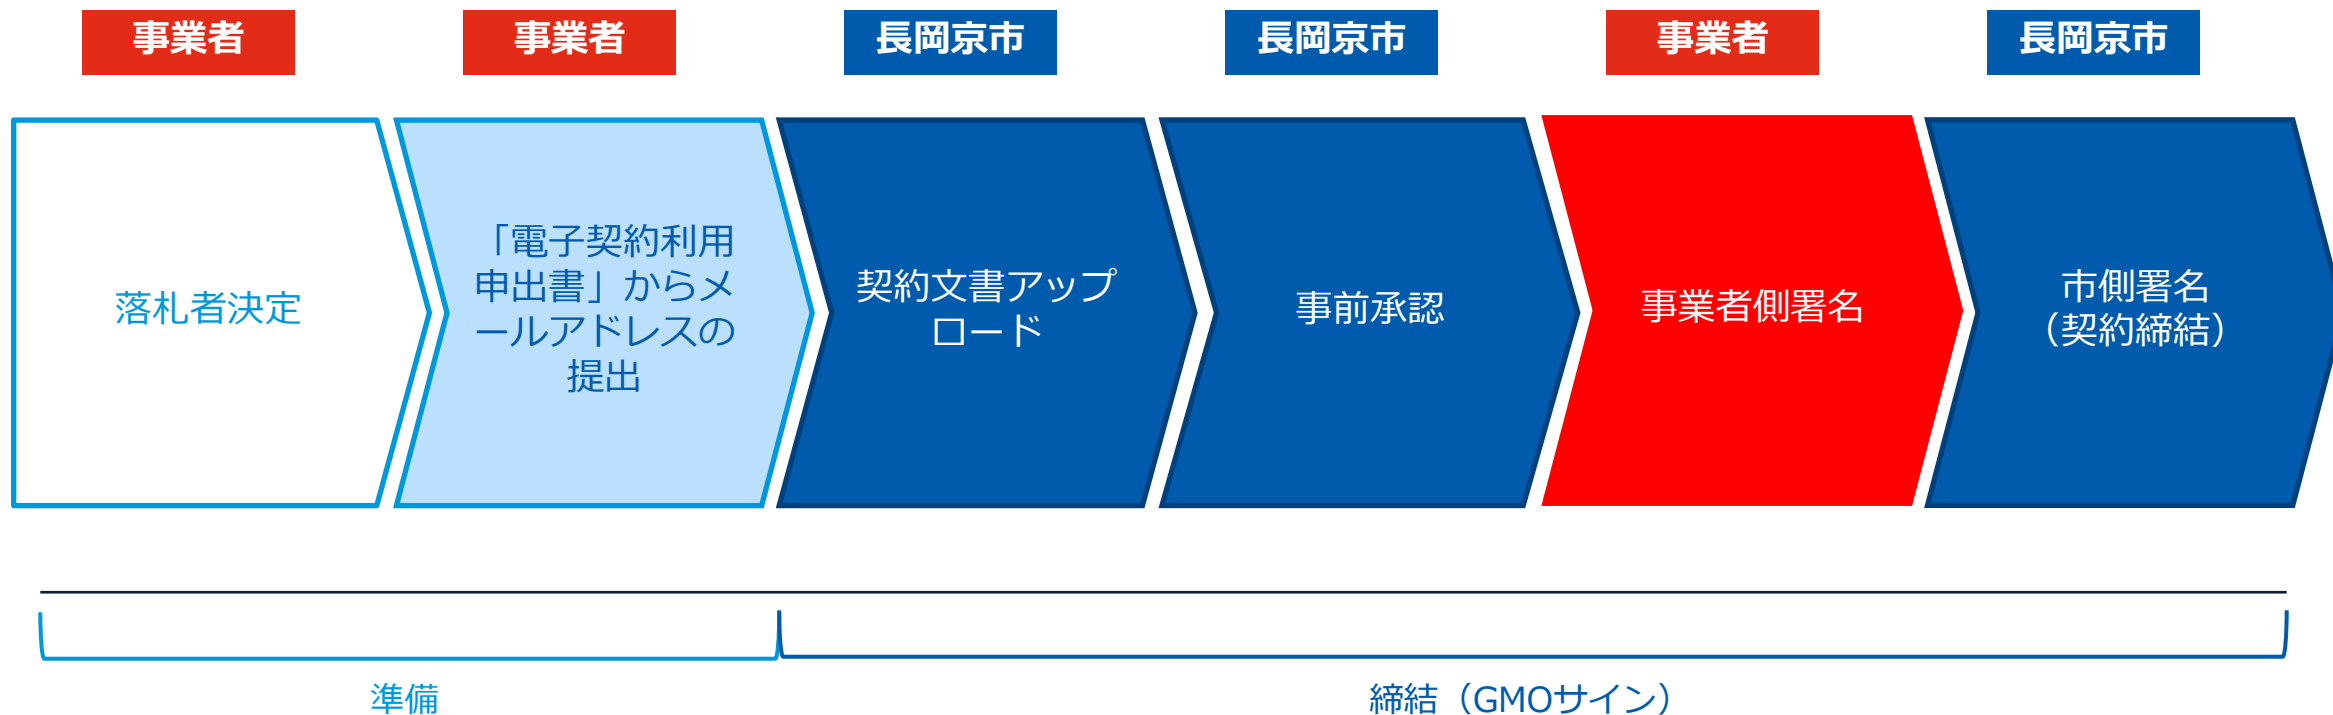 事業者
事業者
長岡京市
長岡京市
事業者
長岡京市
落札者決定
「電子契約利用
申出書」からメ
ールアドレスの
提出
契約文書アップ
ロード
事前承認
事業者側署名
市側署名
（契約締結）
準備
締結（GMOサイン）